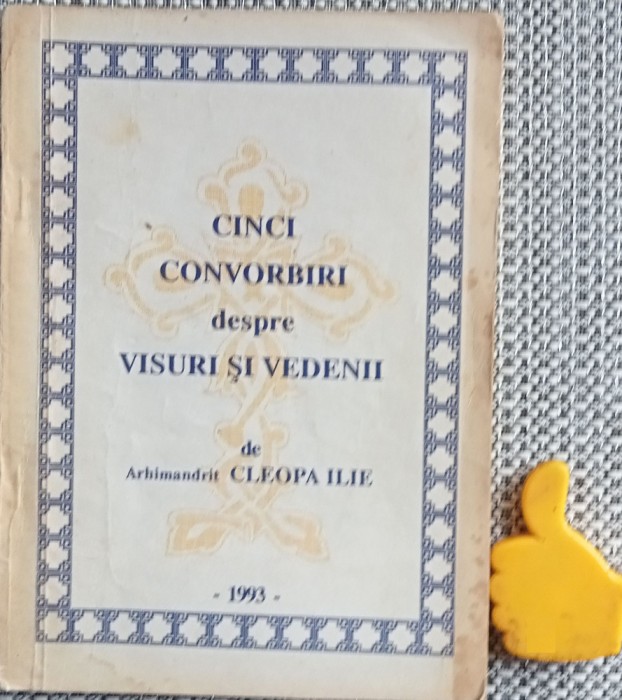 CINCI
CONVORBIRI
despre
VISURI ȘI VEDENII
de
Arhimandrit CLEOPA ILIE
- 1993 -